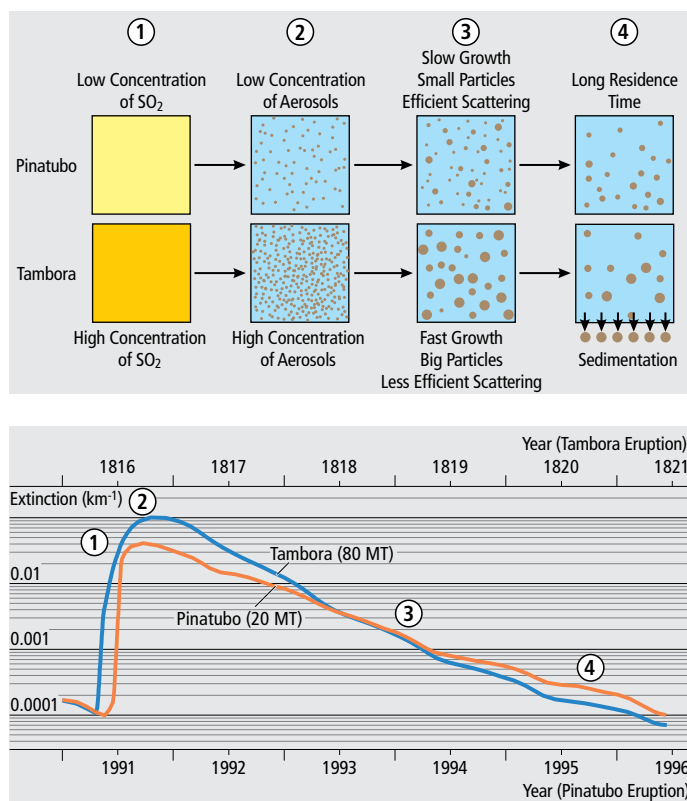 1 2 3 4
Low Concentration
of SO2
Low Concentration
of Aerosols
Slow Growth
Small Particles
Efficient Scattering
Long Residence
Time
Pinatubo
Tambora
High Concentration
of SO2
High Concentration
of Aerosols
Fast Growth
Big Particles
Less Efficient Scattering
Sedimentation
Year (Tambora Eruption)
1816 1817 1818 1819 1820 1821
Extinction (km-1)
2
1
Tambora (80 MT)
0.01
Pinatubo (20 MT)
3
0.001
4
0.0001
1991 1992 1993 1994 1995 1996
Year (Pinatubo Eruption)